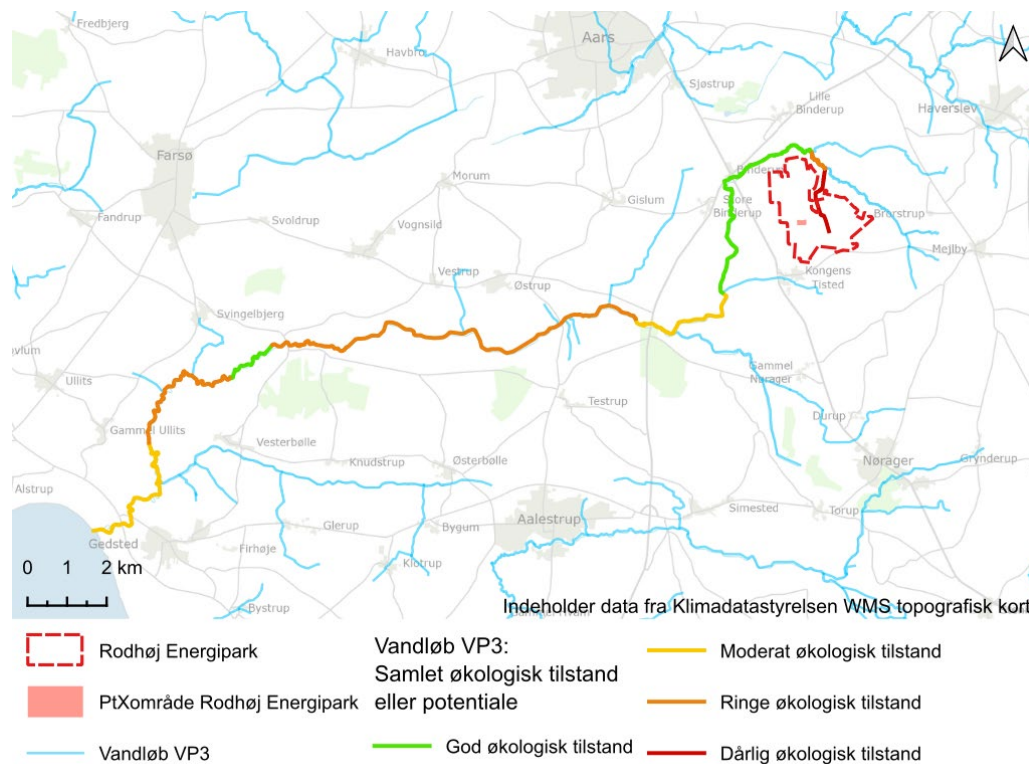 Fredbjerg
Havbro
Aars
Sjøstrup
Lille
Binderup
Haverslev
Farsø
Morum
Binderup
Gislum
Store
Binderup
Brorstrup
Fandrup
Svoldrup
Vognsild
Mejlby
Vestrup
Østrup
Kongens
Tilsted
Svingelbjerg
Ullits
Gammel
Nørager
Testrup
Durup
Gammel Ullits
Vesterbølle
Knudstrup
Østerbølle
Nørager
Grynderup
Alstrup
Glerup
Bygum
Aalestrup
Simested
Torup
Gedsted
Firhøje
Klotrup
Bystrup
0 1 2 km
Indeholder data fra Klimadatastyrelsen WMS topografisk kort
Rodhøj Energipark
PtXområde Rodhøj Energipark
Vandløb VP3
Vandløb VP3:
Samlet økologisk tilstand
eller potentiale
God økologisk tilstand
Moderat økologisk tilstand
Ringe økologisk tilstand
Dårlig økologisk tilstand